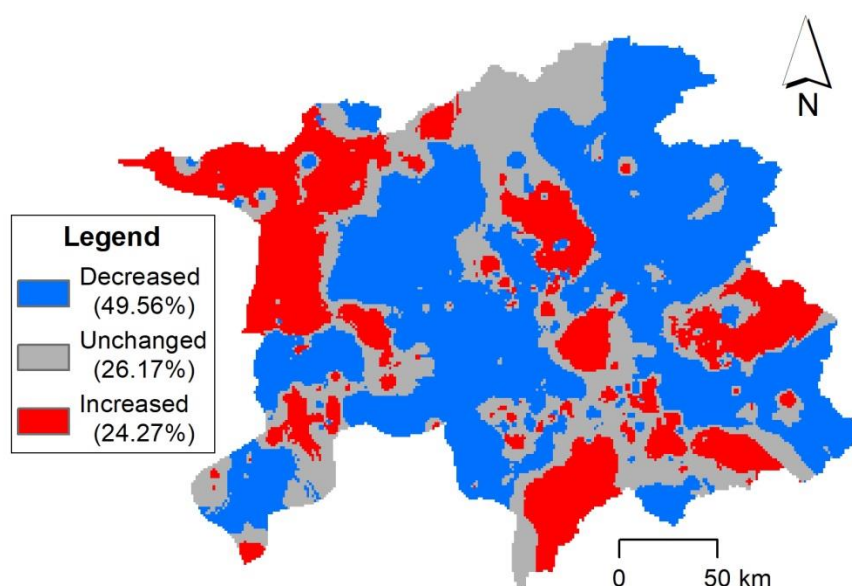 N
Legend
Decreased
(49.56%)
Unchanged
(26.17%)
Increased
(24.27%)
0 50 km